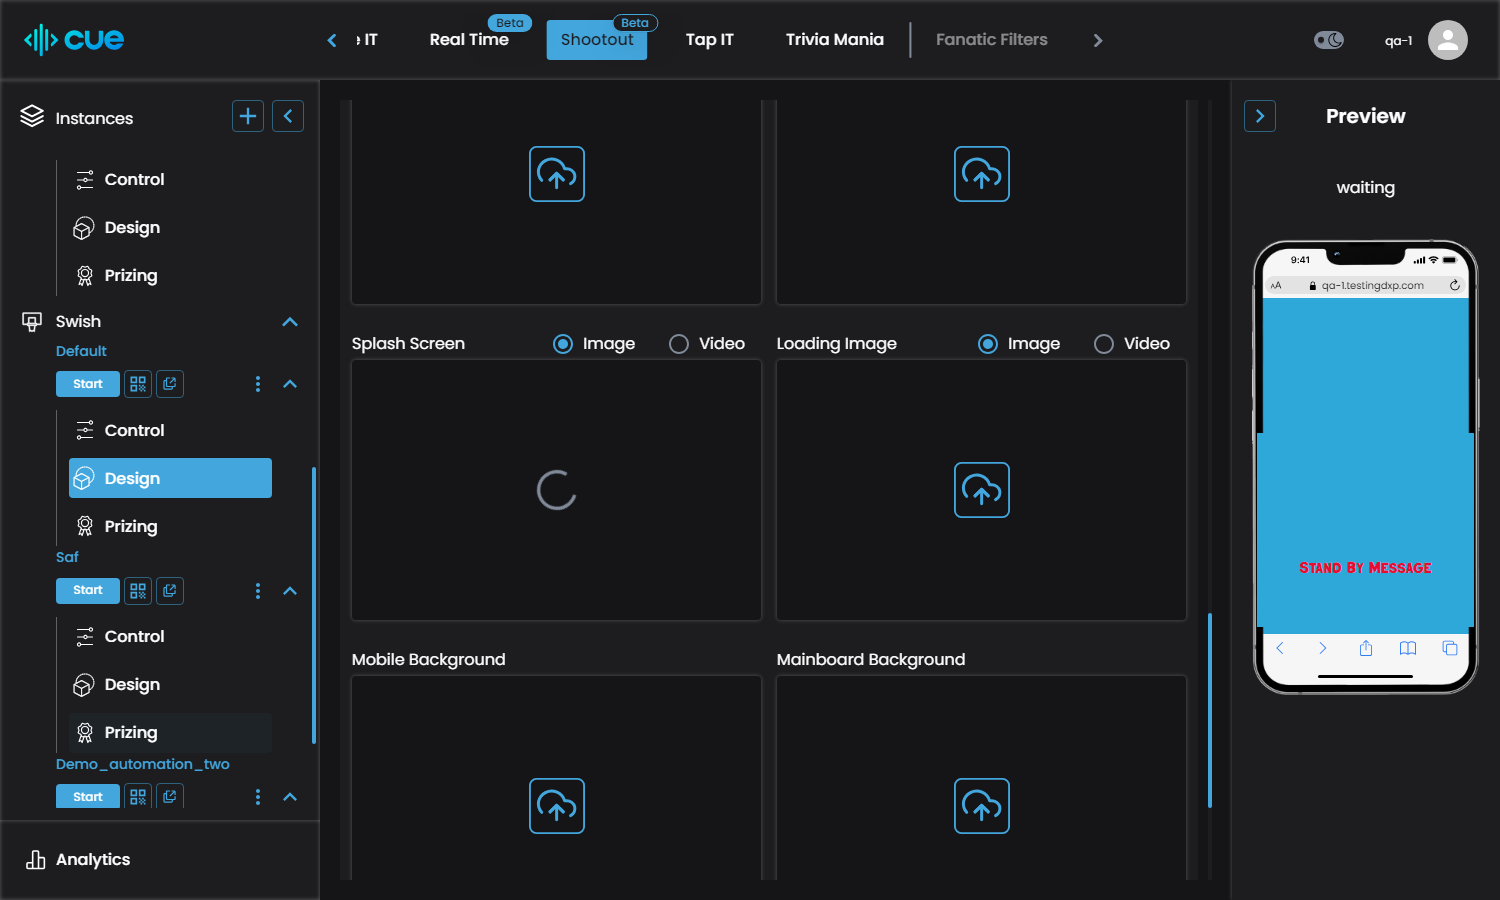 cue
IT
Real Time
Beta
Shootout
Beta
Tap IT
Trivia Mania
Fanatic Filters
qa-1
Instances
Control
Design
Prizing
Swish
Default
Start
Control
Design
Prizing
Saf
Start
Control
Design
Prizing
Demo_automation_two
Start
Analytics
Splash Screen
Image
Video
Loading Image
Image
Video
Mobile Background
Mainboard Background
Preview
waiting
9:41
AA
qa-1.testingdxp.com
Stand By Message